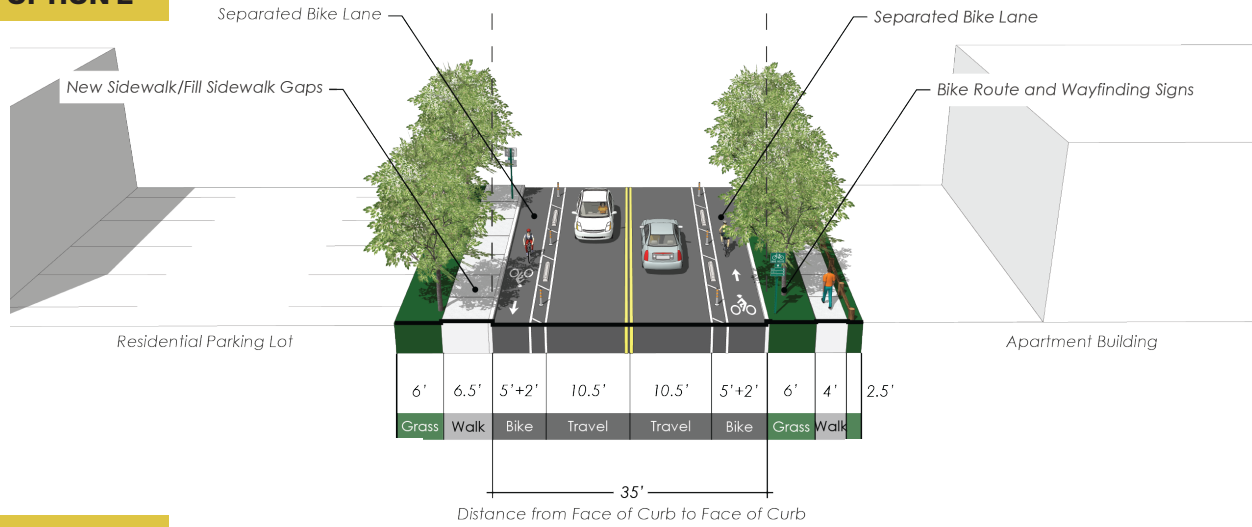 OPTION 2
Separated Bike Lane
Separated Bike Lane
New Sidewalk/Fill Sidewalk Gaps
Bike Route and Wayfinding Signs
Residential Parking Lot
Apartment Building
6’ 6.5’ 5’+2’ 10.5’ 10.5’ 5’+2’ 6’ 4’ 2.5’
Grass Walk Bike Travel Travel Bike Grass Walk
35’
Distance from Face of Curb to Face of Curb